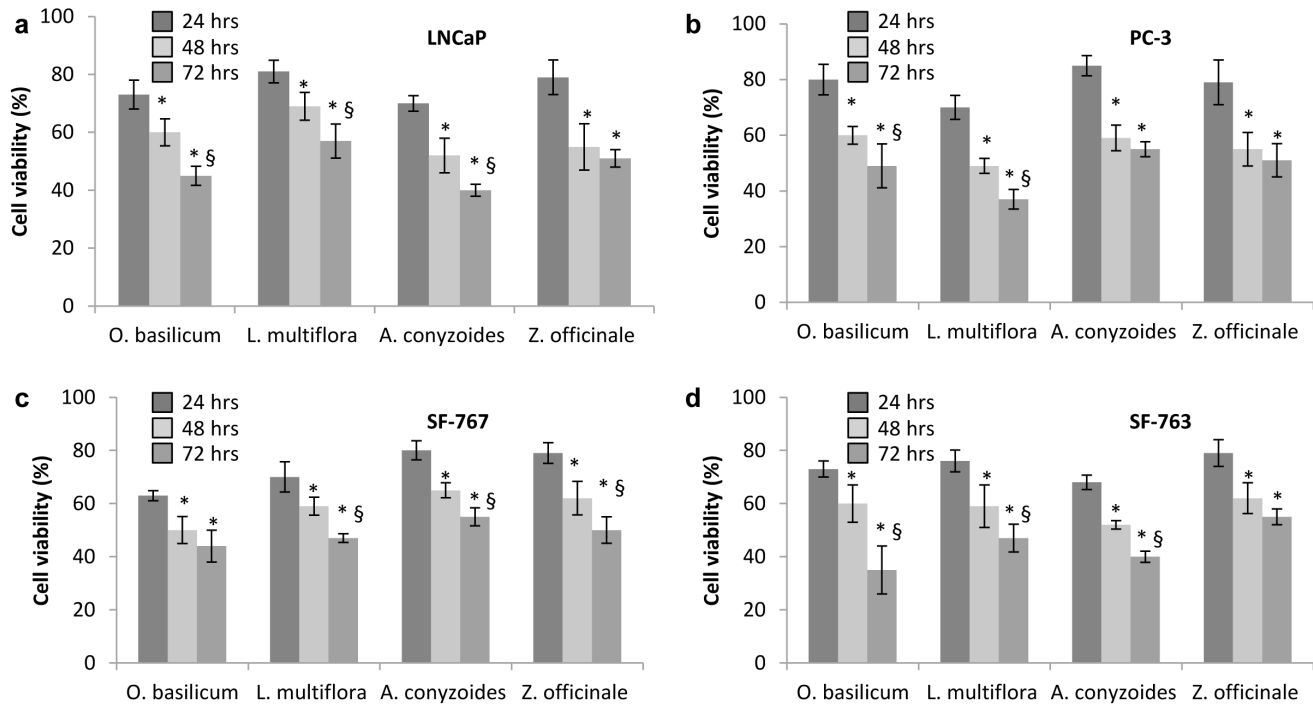 a
LNCaP
24 hrs
48 hrs
72 hrs
Cell viability (%)
100
80
60
40
20
0
* * § * * § * * § * *
O. basilicum L. multiflora A. conyzoides Z. officinale
b
PC-3
24 hrs
48 hrs
72 hrs
Cell viability (%)
100
80
60
40
20
0
* * § * * § * * * *
O. basilicum L. multiflora A. conyzoides Z. officinale
c
SF-767
24 hrs
48 hrs
72 hrs
Cell viability (%)
100
80
60
40
20
0
* * * * § * * § * * §
O. basilicum L. multiflora A. conyzoides Z. officinale
d
SF-763
24 hrs
48 hrs
72 hrs
Cell viability (%)
100
80
60
40
20
0
* * § * * § * * § * *
O. basilicum L. multiflora A. conyzoides Z. officinale